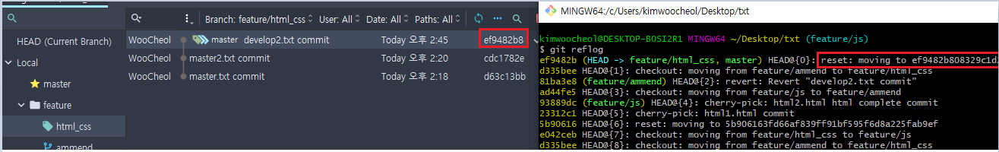 Branch: feature/html_css User: All Date: All Paths: All
HEAD (Current Branch)
Local
master
feature
html_css
ammend
WooCheol master develop2.txt commit Today 오후 2:45 ef9482b8
WooCheol master2.txt commit Today 오후 2:20 cdc1782e
WooCheol master.txt commit Today 오후 2:18 d63c13bb
MINGW64:/c/Users/kimwoocheol/Desktop/txt
kimwoocheol@DESKTOP-BOSI2R1 MINGW64 ~/Desktop/txt (feature/js)
$ git reflog
ef9482b (HEAD -> feature/html_css, master) HEAD@{0}: reset: moving to ef9482b808329c1d
d335bee HEAD@{1}: checkout: moving from feature/ammend to feature/html_css
81ba3e8 (feature/ammend) HEAD@{2}: revert: Revert "develop2.txt commit"
ad44fe5 HEAD@{3}: checkout: moving from feature/js to feature/ammend
93889dc (feature/js) HEAD@{4}: cherry-pick: html2.html html complete commit
23312c1 HEAD@{5}: cherry-pick: html1.html commit
5b90616 HEAD@{6}: reset: moving to 5b906163fd66af839ff91bf595f6d8a225fab9ef
e042ceb HEAD@{7}: checkout: moving from feature/html_css to feature/js
d335bee HEAD@{8}: checkout: moving from feature/ammend to feature/html_css